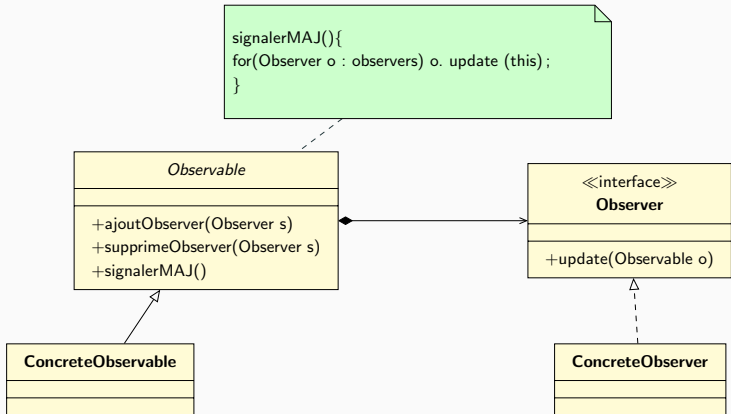 signalerMAJ(){
for(Observer o : observers) o. update (this) ;
}
Observable
+ajoutObserver(Observer s)
+supprimeObserver(Observer s)
+signalerMAJ()
≪interface≫
Observer
+update(Observable o)
ConcreteObservable
ConcreteObserver